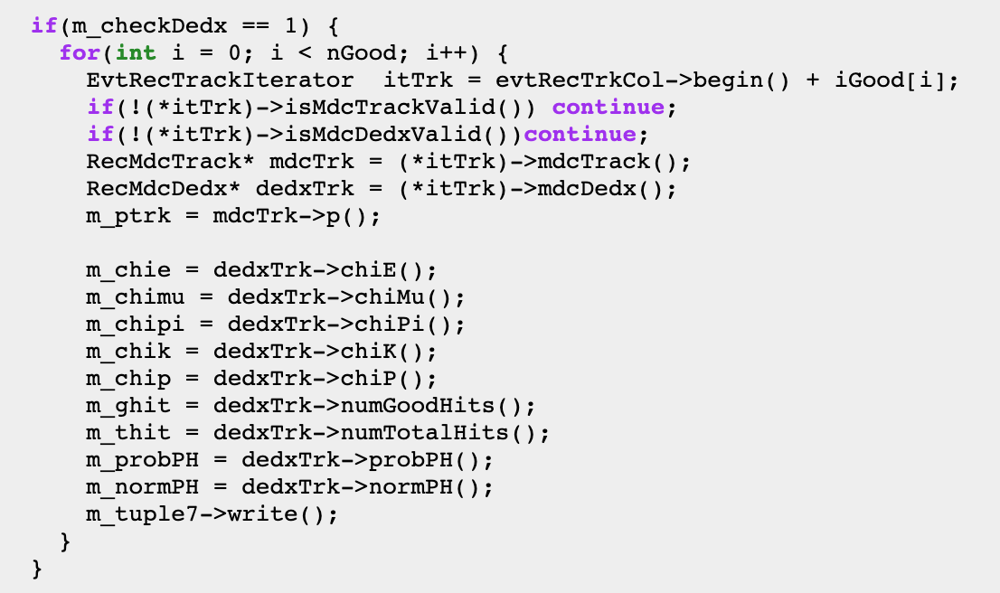 if(m_checkDedx == 1) {
  for(int i = 0; i < nGood; i++) {
    EvtRecTrackIterator  itTrk = evtRecTrkCol->begin() + iGood[i];
    if(!(*itTrk)->isMdcTrackValid()) continue;
    if(!(*itTrk)->isMdcDedxValid())continue;
    RecMdcTrack* mdcTrk = (*itTrk)->mdcTrack();
    RecMdcDedx* dedxTrk = (*itTrk)->mdcDedx();
    m_ptrk = mdcTrk->p();

    m_chie = dedxTrk->chiE();
    m_chimu = dedxTrk->chiMu();
    m_chipi = dedxTrk->chiPi();
    m_chik = dedxTrk->chiK();
    m_chip = dedxTrk->chiP();
    m_ghit = dedxTrk->numGoodHits();
    m_thit = dedxTrk->numTotalHits();
    m_probPH = dedxTrk->probPH();
    m_normPH = dedxTrk->normPH();
    m_tuple7->write();
  }
}